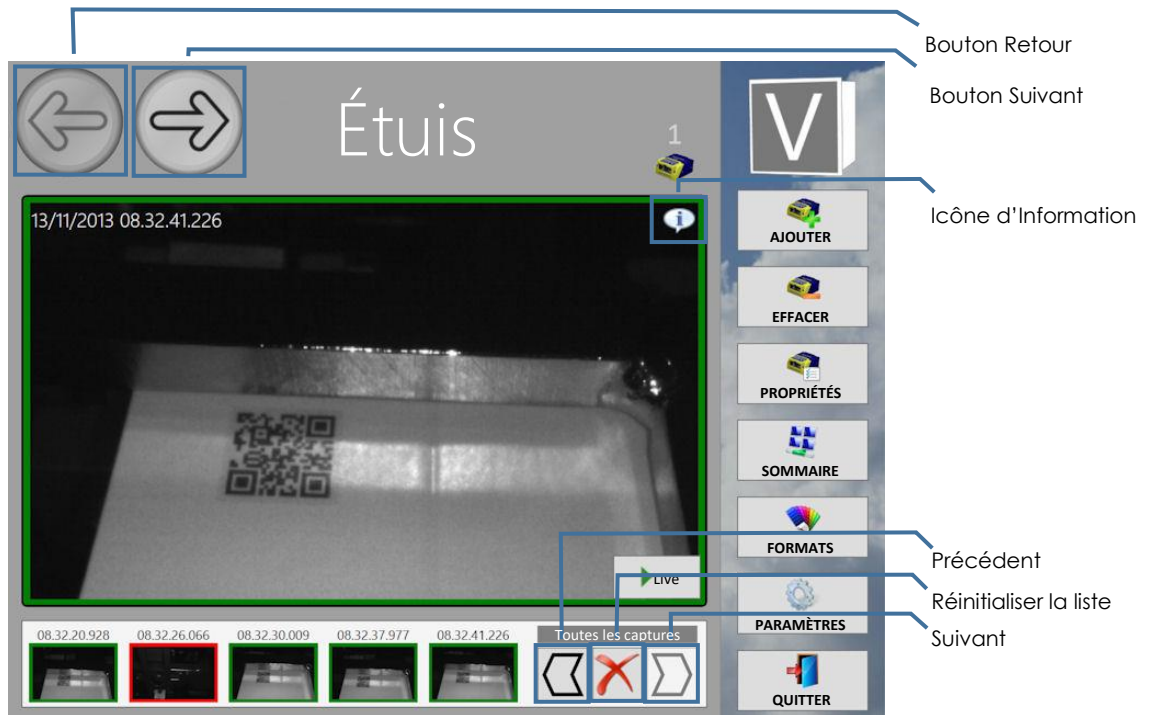 Bouton Retour
Bouton Suivant
Étuis
1
V
13/11/2013 08.32.41.226
i
Icône d’Information
AJOUTER
EFFACER
PROPRIÉTÉS
SOMMAIRE
FORMATS
PARAMÈTRES
QUITTER
Live
Précédent
Réinitialiser la liste
Suivant
08.32.20.928 08.32.26.066 08.32.30.009 08.32.37.977 08.32.41.226 Toutes les captures